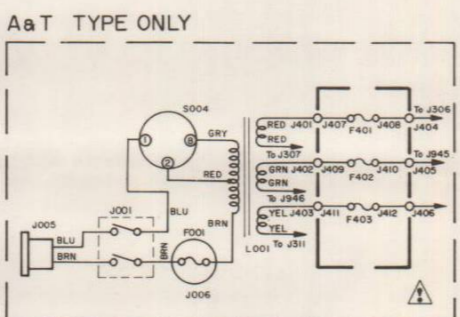 A&T TYPE ONLY
S004
1
8
2
GRY
RED
J001
BLU
BRN
J005
BLU
BRN
BRN
F001
J006
L001
RED J401 J407 F401 J408 J404
To J306
RED
To J307
GRN J402 J409 F402 J410 J405
To J945
GRN
To J946
YEL J403 J411 F403 J412 J406
YEL
To J311